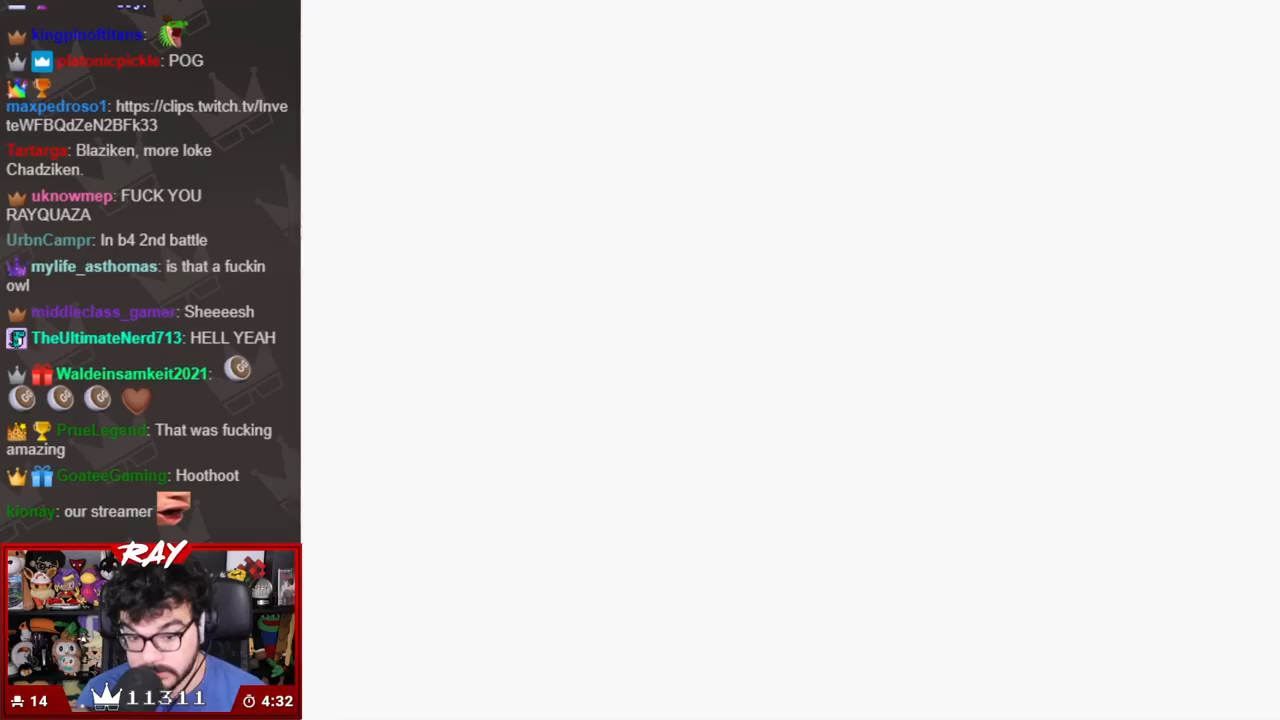 kingpinoftitans:
platonicpickle: POG
maxpedroso1: https://clips.twitch.tv/Inve
teWFBQdZeN2BFk33
Tartarga: Blaziken, more loke
Chadziken.
uknowmep: FUCK YOU
RAYQUAZA
UrbnCampr: In b4 2nd battle
mylife_asthomas: is that a fuckin
owl
middleclass_gamer: Sheeeesh
TheUltimateNerd713: HELL YEAH
Waldeinsamkeit2021:
PrueLegend: That was fucking
amazing
GoateeGaming: Hoothoot
kionay: our streamer
RAY
14
11311
4:32